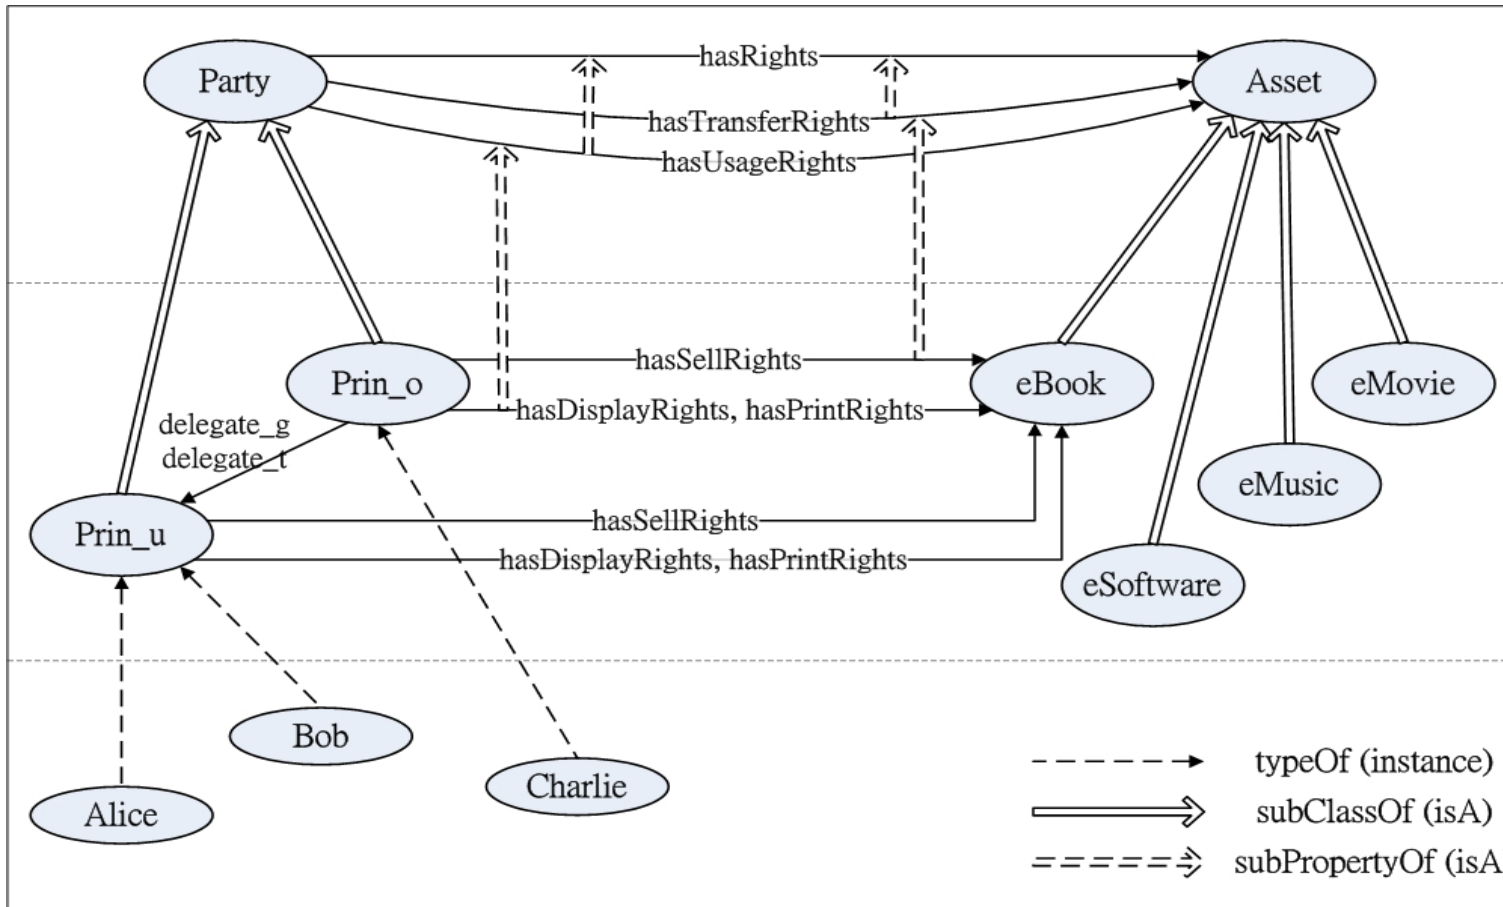 hasRights
Party
Asset
hasTransferRights
hasUsageRights
hasSellRights
Prin_o
eBook
eMovie
hasDisplayRights, hasPrintRights
delegate_g
delegate_t
eMusic
hasSellRights
Prin_u
hasDisplayRights, hasPrintRights
eSoftware
Bob
typeOf (instance)
Charlie
Alice
subClassOf (isA)
subPropertyOf (isA